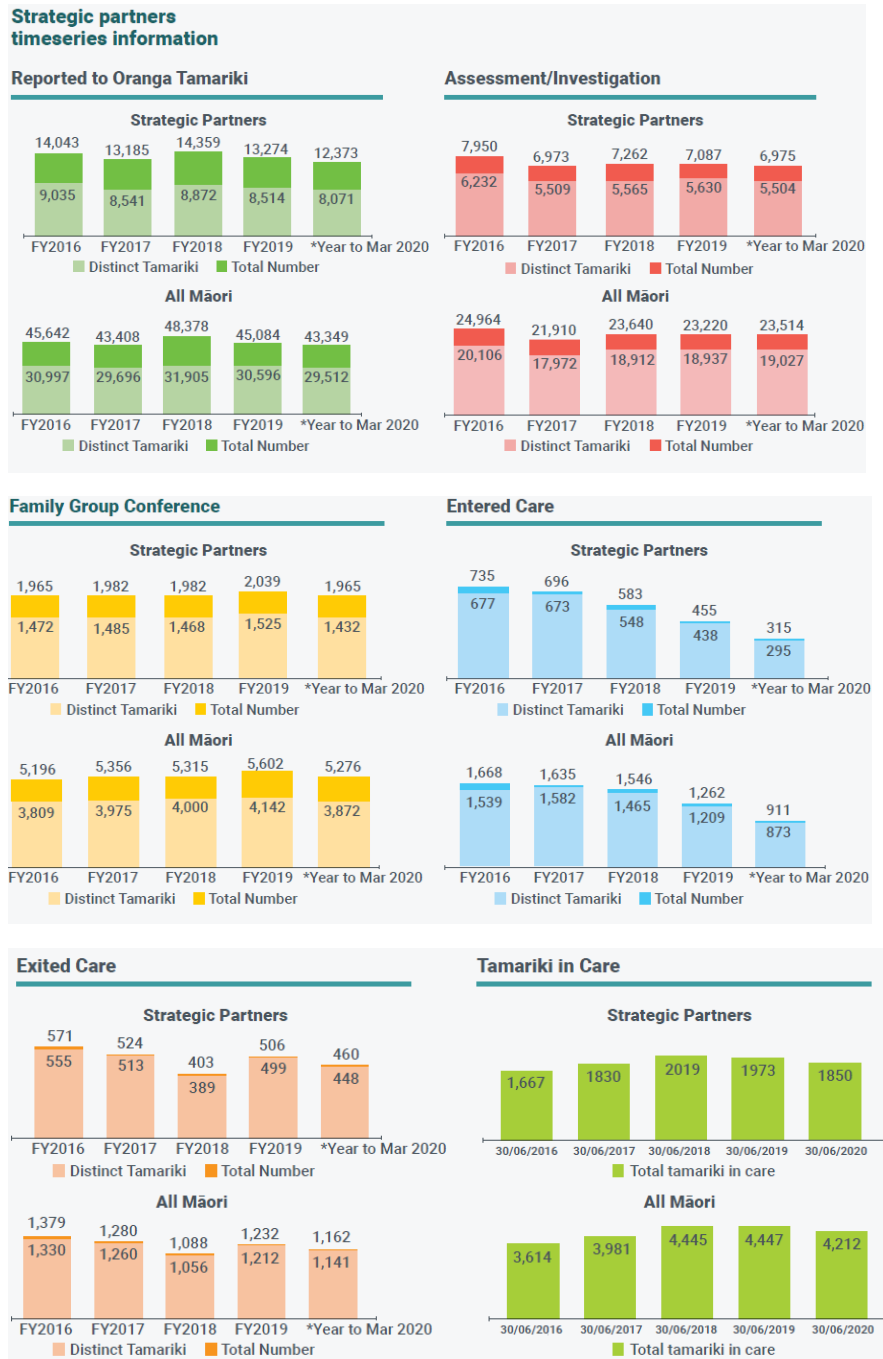 Strategic partners
timeseries information
Reported to Oranga Tamariki
Strategic Partners
14,043 13,185 14,359 13,274 12,373
9,035 8,541 8,872 8,514 8,071
FY2016 FY2017 FY2018 FY2019 *Year to Mar 2020
Distinct Tamariki Total Number
All Māori
45,642 43,408 48,378 45,084 43,349
30,997 29,696 31,905 30,596 29,512
FY2016 FY2017 FY2018 FY2019 *Year to Mar 2020
Distinct Tamariki Total Number
Assessment/Investigation
Strategic Partners
7,950 6,973 7,262 7,087 6,975
6,232 5,509 5,565 5,630 5,504
FY2016 FY2017 FY2018 FY2019 *Year to Mar 2020
Distinct Tamariki Total Number
All Māori
24,964 21,910 23,640 23,220 23,514
20,106 17,972 18,912 18,937 19,027
FY2016 FY2017 FY2018 FY2019 *Year to Mar 2020
Distinct Tamariki Total Number
Family Group Conference
Strategic Partners
1,965 1,982 1,982 2,039 1,965
1,472 1,485 1,468 1,525 1,432
FY2016 FY2017 FY2018 FY2019 *Year to Mar 2020
Distinct Tamariki Total Number
All Māori
5,196 5,356 5,315 5,602 5,276
3,809 3,975 4,000 4,142 3,872
FY2016 FY2017 FY2018 FY2019 *Year to Mar 2020
Distinct Tamariki Total Number
Entered Care
Strategic Partners
735 696 583 455 315
677 673 548 438 295
FY2016 FY2017 FY2018 FY2019 *Year to Mar 2020
Distinct Tamariki Total Number
All Māori
1,668 1,635 1,546 1,262 911
1,539 1,582 1,465 1,209 873
FY2016 FY2017 FY2018 FY2019 *Year to Mar 2020
Distinct Tamariki Total Number
Exited Care
Strategic Partners
571 524 403 506 460
555 513 389 499 448
FY2016 FY2017 FY2018 FY2019 *Year to Mar 2020
Distinct Tamariki Total Number
All Māori
1,379 1,280 1,088 1,232 1,162
1,330 1,260 1,056 1,212 1,141
FY2016 FY2017 FY2018 FY2019 *Year to Mar 2020
Distinct Tamariki Total Number
Tamariki in Care
Strategic Partners
1,667 1830 2019 1973 1850
30/06/2016 30/06/2017 30/06/2018 30/06/2019 30/06/2020
Total tamariki in care
All Māori
3,614 3,981 4,445 4,447 4,212
30/06/2016 30/06/2017 30/06/2018 30/06/2019 30/06/2020
Total tamariki in care